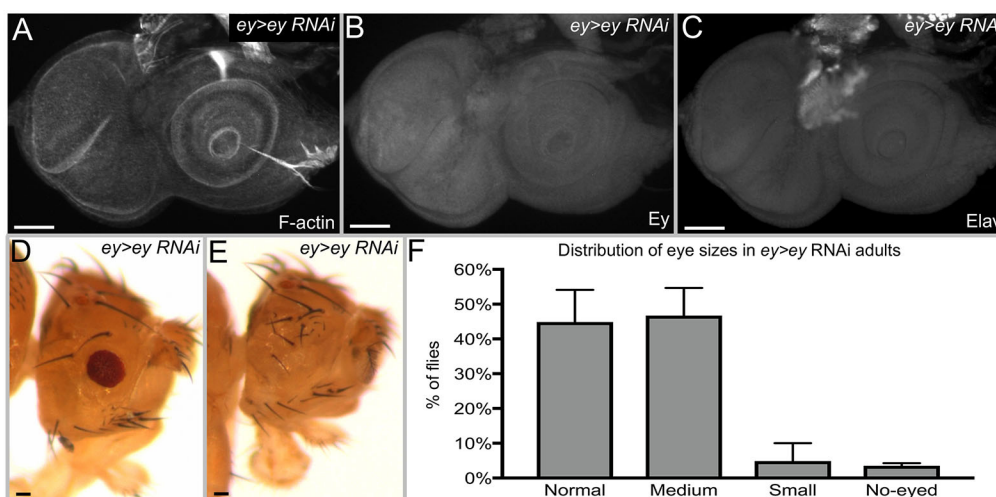 A
ey>ey RNAi
F-actin
B
ey>ey RNAi
Ey
C
ey>ey RNAi
Elav
D
ey>ey RNAi
E
ey>ey RNAi
F
Distribution of eye sizes in ey>ey RNAi adults
% of flies
60%
50%
40%
30%
20%
10%
0%
Normal
Medium
Small
No-eyed